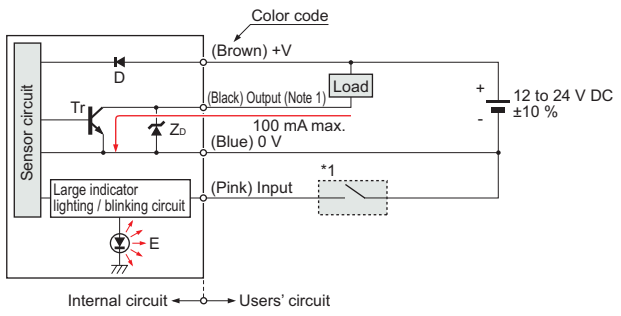 Color code
(Brown) +V
D
(Black) Output (Note 1)
Load
Tr
ZD
100 mA max.
+
-
12 to 24 V DC
±10 %
Sensor circuit
(Blue) 0 V
*1
(Pink) Input
Large indicator
lighting / blinking circuit
E
Internal circuit
Users' circuit